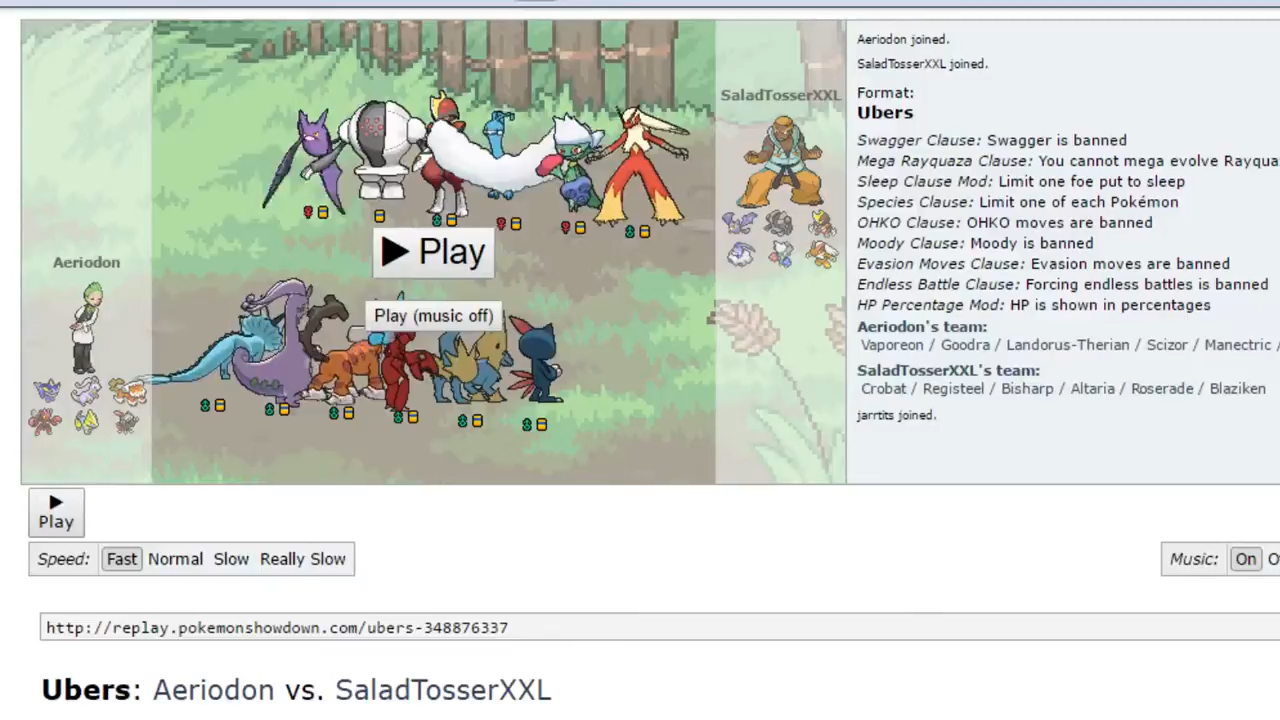 SaladTosserXXL
Aeriodon
Play
Play (music off)
Aeriodon joined.
SaladTosserXXL joined.
Format:
Ubers
Swagger Clause: Swagger is banned
Mega Rayquaza Clause: You cannot mega evolve Rayqua
Sleep Clause Mod: Limit one foe put to sleep
Species Clause: Limit one of each Pokémon
OHKO Clause: OHKO moves are banned
Moody Clause: Moody is banned
Evasion Moves Clause: Evasion moves are banned
Endless Battle Clause: Forcing endless battles is banned
HP Percentage Mod: HP is shown in percentages
Aeriodon's team:
Vaporeon / Goodra / Landorus-Therian / Scizor / Manectric /
SaladTosserXXL's team:
Crobat / Registeel / Bisharp / Altaria / Roserade / Blaziken
jarrtits joined.
Play
Speed: Fast Normal Slow Really Slow
Music: On O
http://replay.pokemonshowdown.com/ubers-348876337
Ubers: Aeriodon vs. SaladTosserXXL